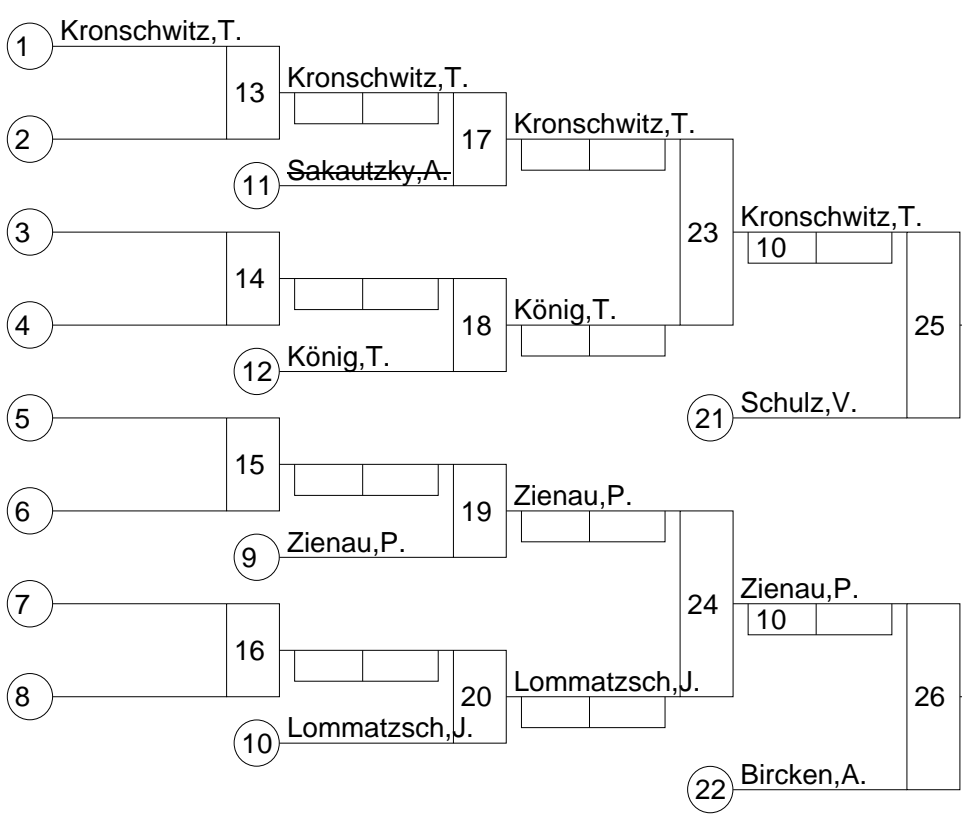 1 Kronschwitz,T.
13 Kronschwitz,T.
2
17 Kronschwitz,T.
11 Sakautzky,A.
3
23 Kronschwitz,T.
10
14
4
18 König,T.
25
12 König,T.
5
21 Schulz,V.
15
6
19 Zienau,P.
9 Zienau,P.
7
24 Zienau,P.
10
16
8
20 Lommatzsch,J.
26
10 Lommatzsch,J.
22 Bircken,A.